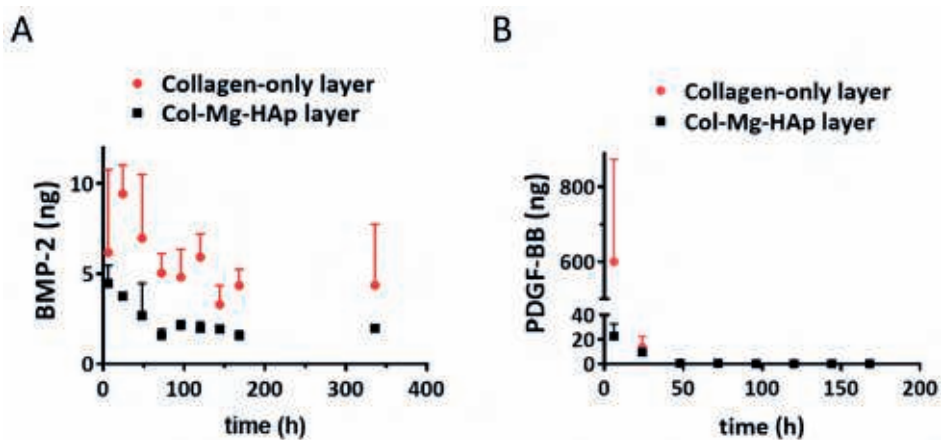 A
Collagen-only layer
Col-Mg-HAp layer
BMP-2 (ng)
10
5
0
0 100 200 300 400
time (h)
B
Collagen-only layer
Col-Mg-HAp layer
PDGF-BB (ng)
800
600
40
20
0
0 50 100 150 200
time (h)